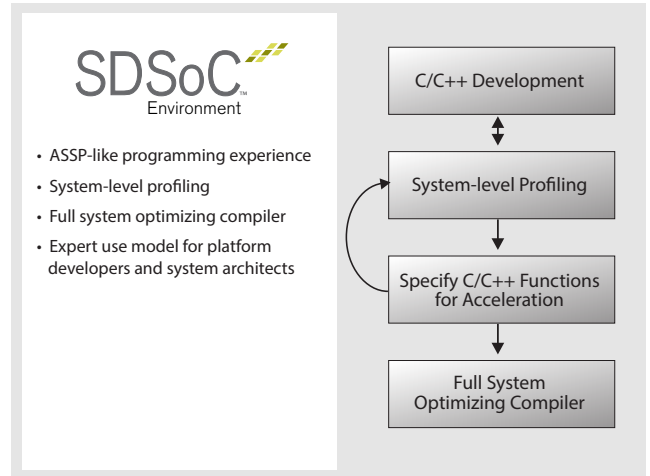 SDSoC™
Environment
• ASSP-like programming experience
• System-level profiling
• Full system optimizing compiler
• Expert use model for platform
developers and system architects
C/C++ Development
System-level Profiling
Specify C/C++ Functions
for Acceleration
Full System
Optimizing Compiler